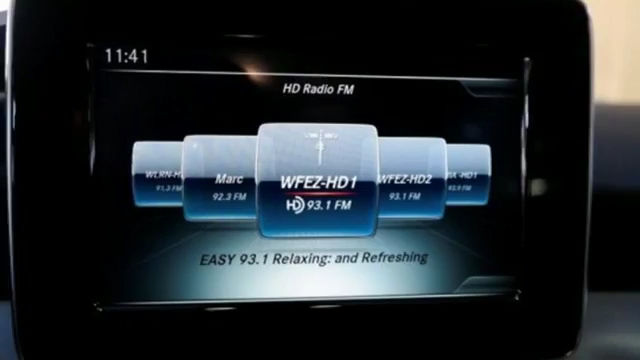 11:41
HD Radio FM
WLRN-H
91.3 FM
Marc
92.3 FM
WFEZ-HD1
HD 93.1 FM
WFEZ-HD2
93.1 FM
-HD1
93.9 FM
EASY 93.1 Relaxing: and Refreshing